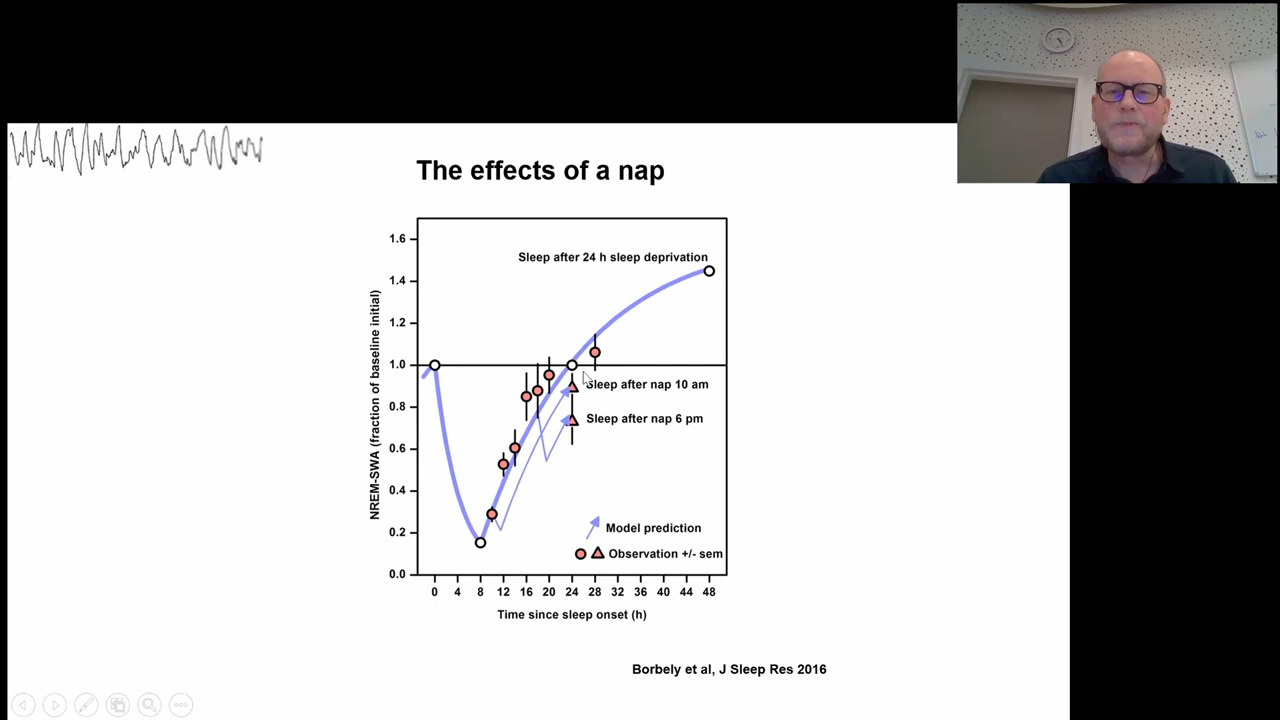 The effects of a nap
Sleep after 24 h sleep deprivation
1.6
1.4
1.2
1.0
0.8
0.6
0.4
0.2
0.0
NREM-SWA (fraction of baseline initial)
Sleep after nap 10 am
Sleep after nap 6 pm
Model prediction
Observation +/- sem
0 4 8 12 16 20 24 28 32 36 40 44 48
Time since sleep onset (h)
Borbely et al, J Sleep Res 2016